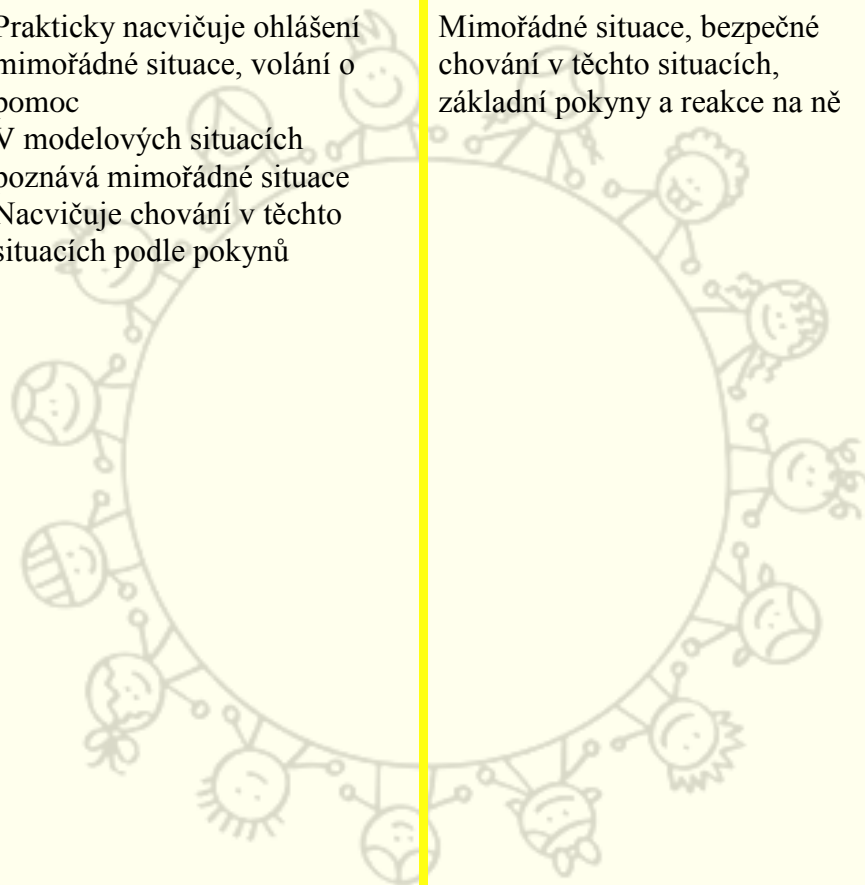 Prakticky nacvičuje ohlášení
mimořádné situace, volání o
pomoc
V modelových situacích
poznává mimořádné situace
Nacvičuje chování v těchto
situacích podle pokynů
Mimořádné situace, bezpečné
chování v těchto situacích,
základní pokyny a reakce na ně